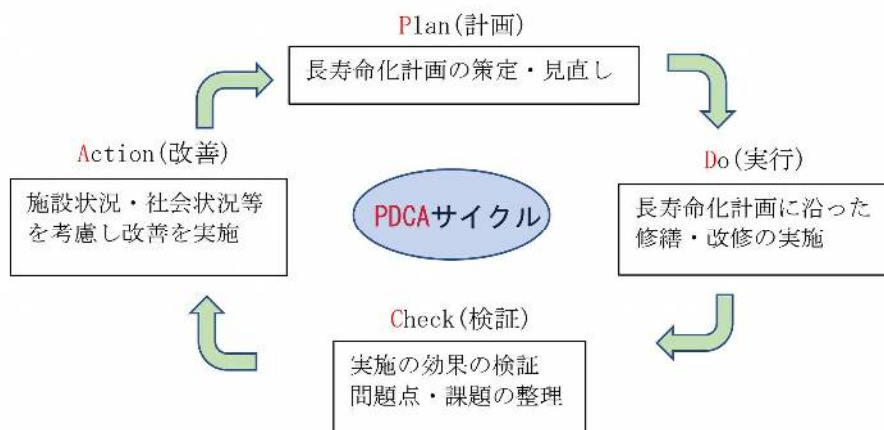 Plan(計画)
長寿命化計画の策定・見直し
Action(改善)
施設状況・社会状況等
を考慮し改善を実施
PDCAサイクル
Do(実行)
長寿命化計画に沿った
修繕・改修の実施
Check(検証)
実施の効果の検証
問題点・課題の整理